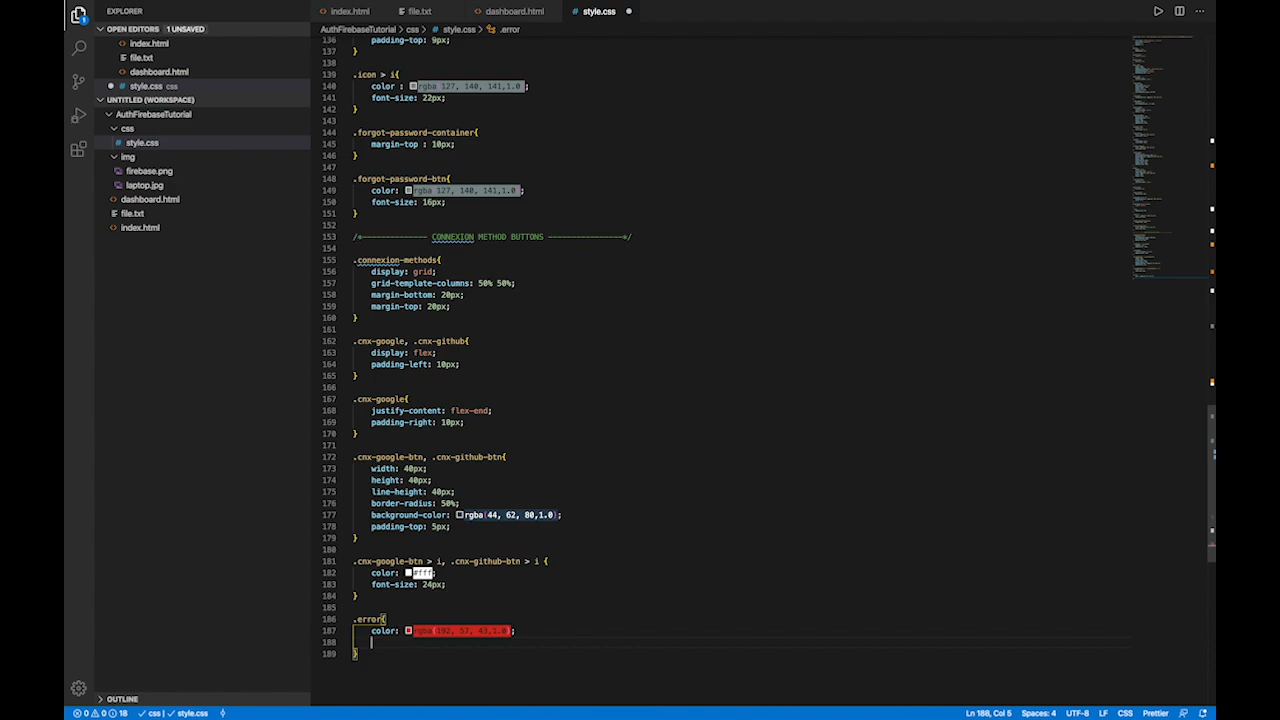 EXPLORER
OPEN EDITORS 1 UNSAVED
index.html
file.txt
dashboard.html
style.css css
UNTITLED (WORKSPACE)
AuthFirebaseTutorial
css
style.css
img
firebase.png
laptop.jpg
dashboard.html
file.txt
index.html
OUTLINE
index.html file.txt dashboard.html style.css
AuthFirebaseTutorial > css > style.css > .error
136 padding-top: 9px;
137 }
138
139 .icon > i{
140 color : rgba(127, 140, 141,1.0);
141 font-size: 22px;
142 }
143
144 .forgot-password-container{
145 margin-top : 10px;
146 }
147
148 .forgot-password-btn{
149 color: rgba(127, 140, 141,1.0);
150 font-size: 16px;
151 }
152
153 /*-------------- CONNEXION METHOD BUTTONS ----------------*/
154
155 .connexion-methods{
156 display: grid;
157 grid-template-columns: 50% 50%;
158 margin-bottom: 20px;
159 margin-top: 20px;
160 }
161
162 .cnx-google, .cnx-github{
163 display: flex;
164 padding-left: 10px;
165 }
166
167 .cnx-google{
168 justify-content: flex-end;
169 padding-right: 10px;
170 }
171
172 .cnx-google-btn, .cnx-github-btn{
173 width: 40px;
174 height: 40px;
175 line-height: 40px;
176 border-radius: 50%;
177 background-color: rgba(44, 62, 80,1.0);
178 padding-top: 5px;
179 }
180
181 .cnx-google-btn > i, .cnx-github-btn > i {
182 color: #fff;
183 font-size: 24px;
184 }
185
186 .error{
187 color: rgba(192, 57, 43,1.0);
188
189 }
0 0 18 css | style.css
Ln 188, Col 5 Spaces: 4 UTF-8 LF CSS Prettier